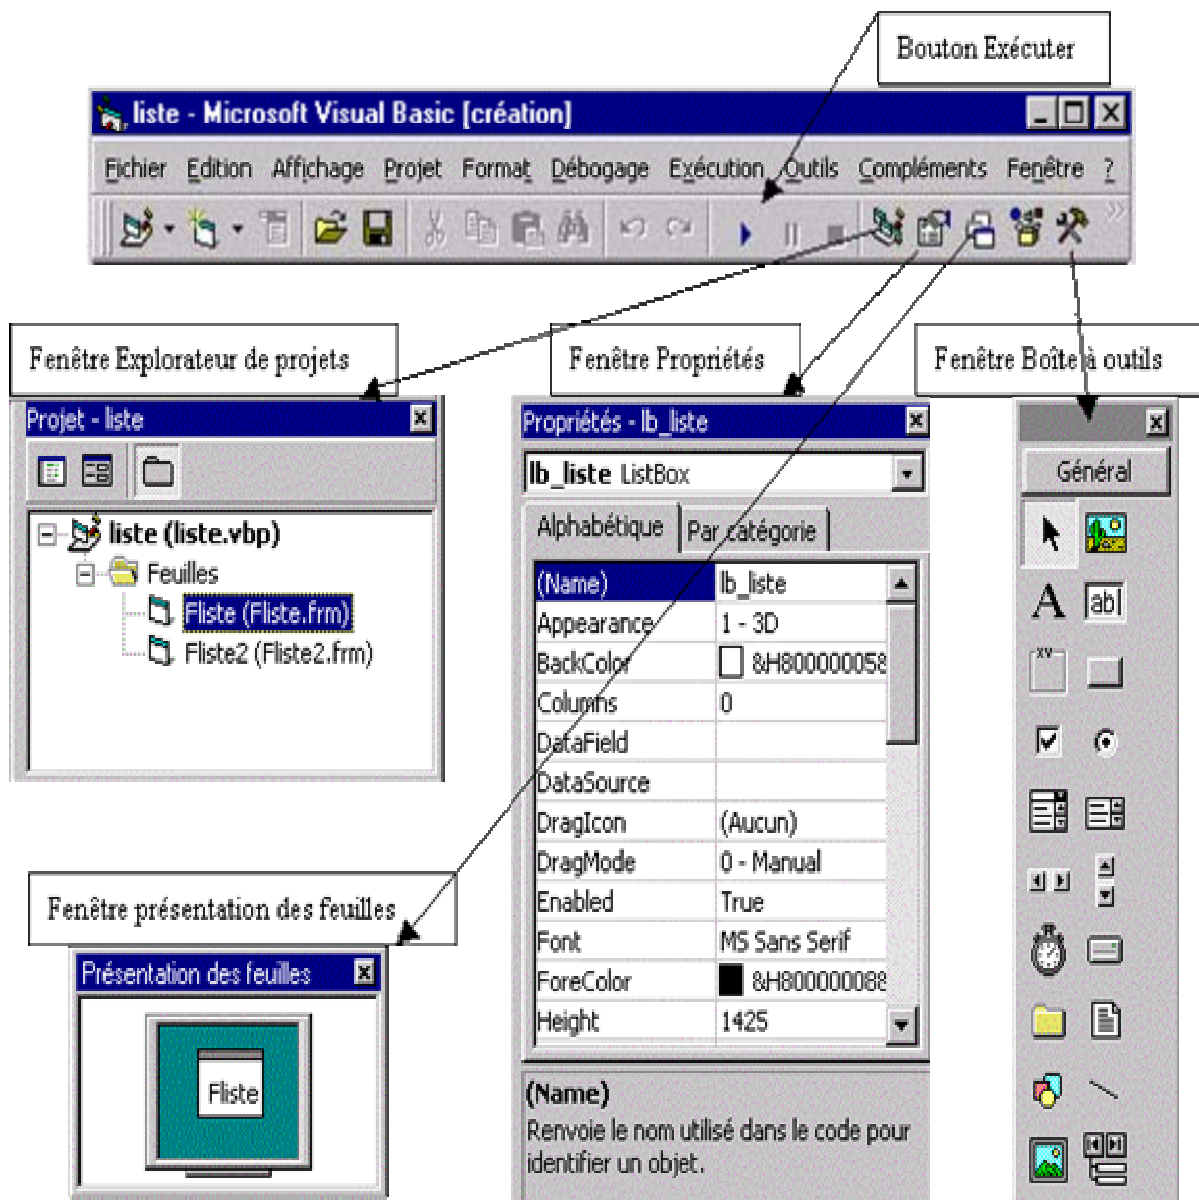 Bouton Exécuter
liste - Microsoft Visual Basic [création]
Fichier Edition Affichage Projet Format Débogage Exécution Outils Compléments Fenêtre ?
Fenêtre Explorateur de projets
Fenêtre Propriétés
Fenêtre Boîte à outils
Projet - liste
liste (liste.vbp)
Feuilles
Fliste (Fliste.frm)
Fliste2 (Fliste2.frm)
Propriétés - lb_liste
lb_liste ListBox
Alphabétique Par catégorie
(Name) lb_liste
Appearance 1 - 3D
BackColor &H800000058
Columns 0
DataField
DataSource
DragIcon (Aucun)
DragMode 0 - Manual
Enabled True
Font MS Sans Serif
ForeColor &H800000088
Height 1425
(Name)
Renvoie le nom utilisé dans le code pour
identifier un objet.
Général
A
ab|
XV
Fenêtre présentation des feuilles
Présentation des feuilles
Fliste